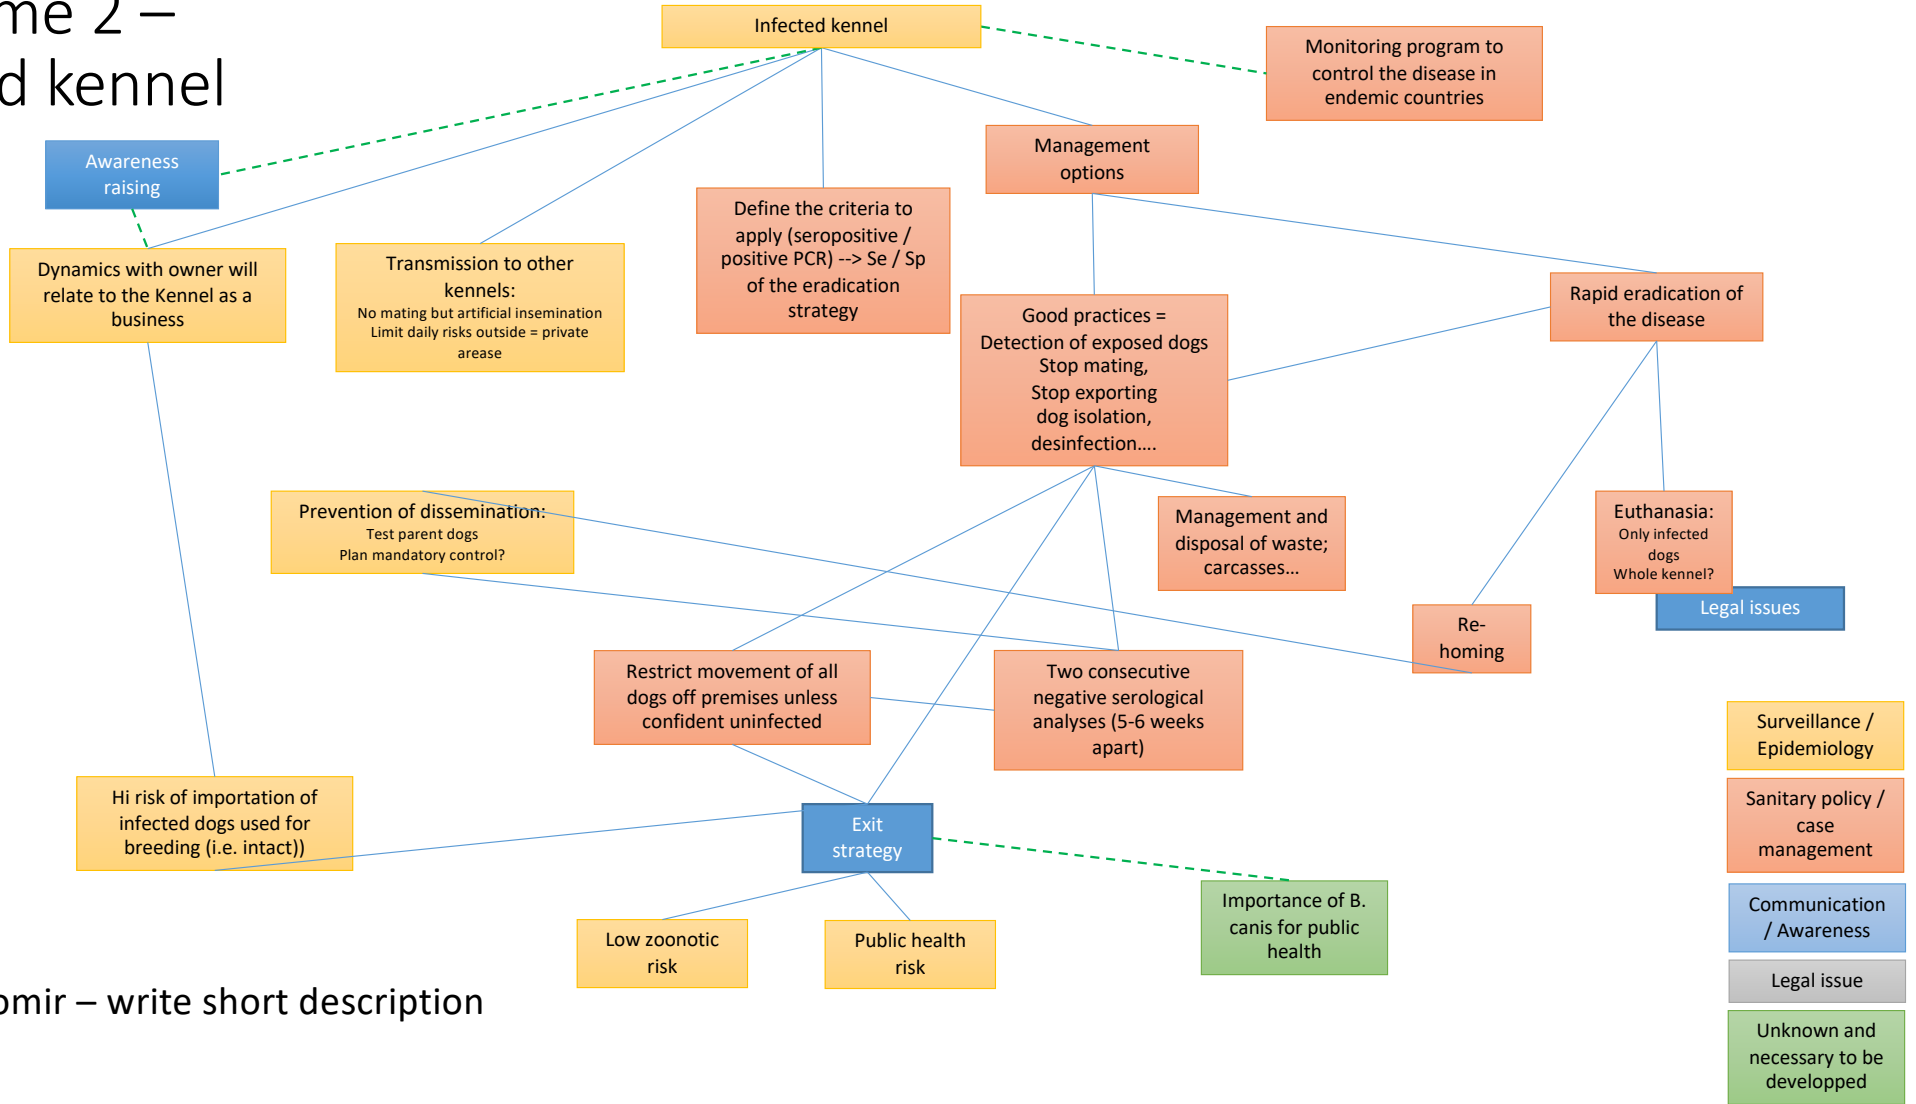 me 2 –
d kennel
Infected kennel
Monitoring program to
control the disease in
endemic countries
Awareness
raising
Management
options
Define the criteria to
apply (seropositive /
positive PCR) --> Se / Sp
of the eradication
strategy
Dynamics with owner will
relate to the Kennel as a
business
Transmission to other
kennels:
No mating but artificial insemination
Limit daily risks outside = private
arease
Good practices =
Detection of exposed dogs
Stop mating,
Stop exporting
dog isolation,
desinfection....
Rapid eradication of
the disease
Prevention of dissemination:
Test parent dogs
Plan mandatory control?
Management and
disposal of waste;
carcasses...
Euthanasia:
Only infected
dogs
Whole kennel?
Legal issues
Re-
homing
Restrict movement of all
dogs off premises unless
confident uninfected
Two consecutive
negative serological
analyses (5-6 weeks
apart)
Hi risk of importation of
infected dogs used for
breeding (i.e. intact))
Exit
strategy
Low zoonotic
risk
Public health
risk
Importance of B.
canis for public
health
Surveillance /
Epidemiology
Sanitary policy /
case
management
Communication
/ Awareness
Legal issue
Unknown and
necessary to be
developped
omir – write short description